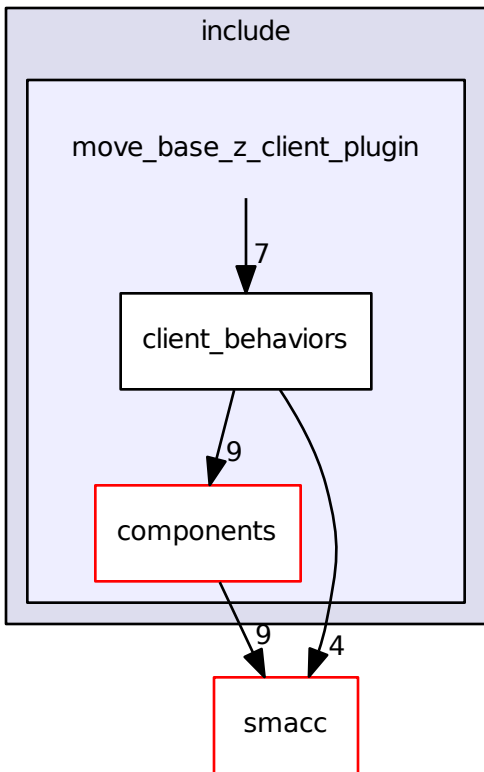 include
move_base_z_client_plugin
7
client_behaviors
9
components
9
4
smacc